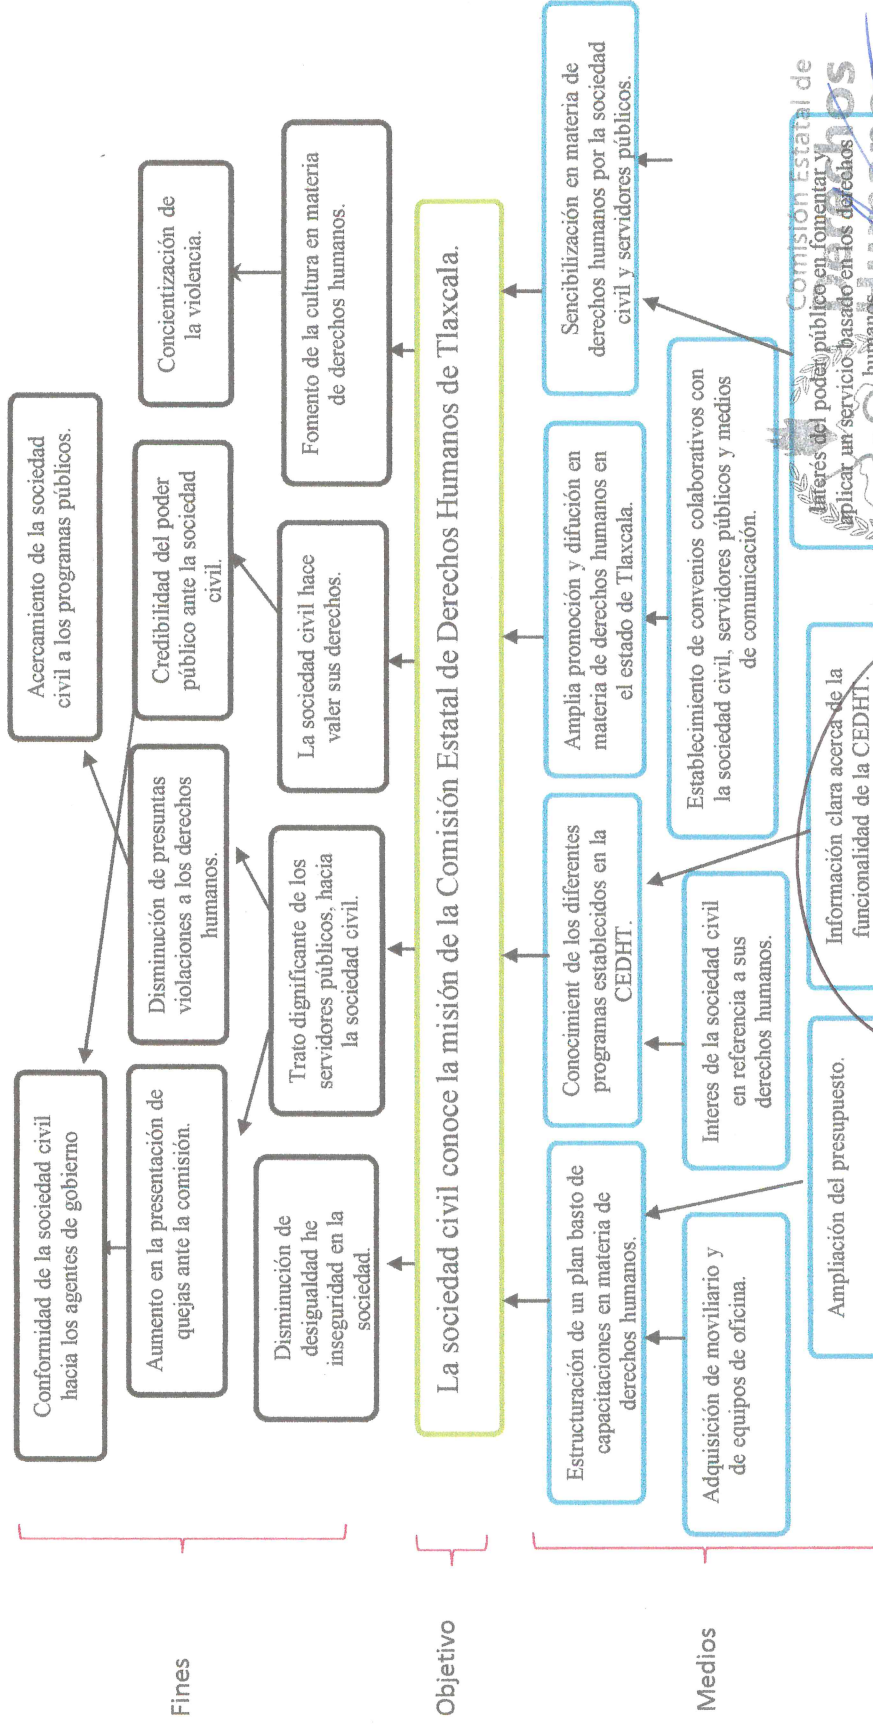 Fines
Conformidad de la sociedad civil
hacia los agentes de gobierno
Acercamiento de la sociedad
civil a los programas públicos.
Aumento en la presentación de
quejas ante la comisión.
Disminución de presuntas
violaciones a los derechos
humanos.
Credibilidad del poder
público ante la sociedad
civil.
Concientización de
la violencia.
Disminución de
desigualdad he
inseguridad en la
sociedad.
Trato dignificante de los
servidores públicos, hacia
la sociedad civil.
La sociedad civil hace
valer sus derechos.
Fomento de la cultura en materia
de derechos humanos.
Objetivo
La sociedad civil conoce la misión de la Comisión Estatal de Derechos Humanos de Tlaxcala.
Medios
Estructuración de un plan basto de
capacitaciones en materia de
derechos humanos.
Conocimient de los diferentes
programas establecidos en la
CEDHT.
Amplia promoción y difución en
materia de derechos humanos en
el estado de Tlaxcala.
Sencibilización en materia de
derechos humanos por la sociedad
civil y servidores públicos.
Adquisición de moviliario y
de equipos de oficina.
Interes de la sociedad civil
en referencia a sus
derechos humanos.
Establecimiento de convenios colaborativos con
la sociedad civil, servidores públicos y medios
de comunicación.
Ampliación del presupuesto.
Información clara acerca de la
funcionalidad de la CEDHT.
Interés del poder público en fomentar y
aplicar un servicio basado en los derechos
humanos
Comisión Estatal de
Derechos